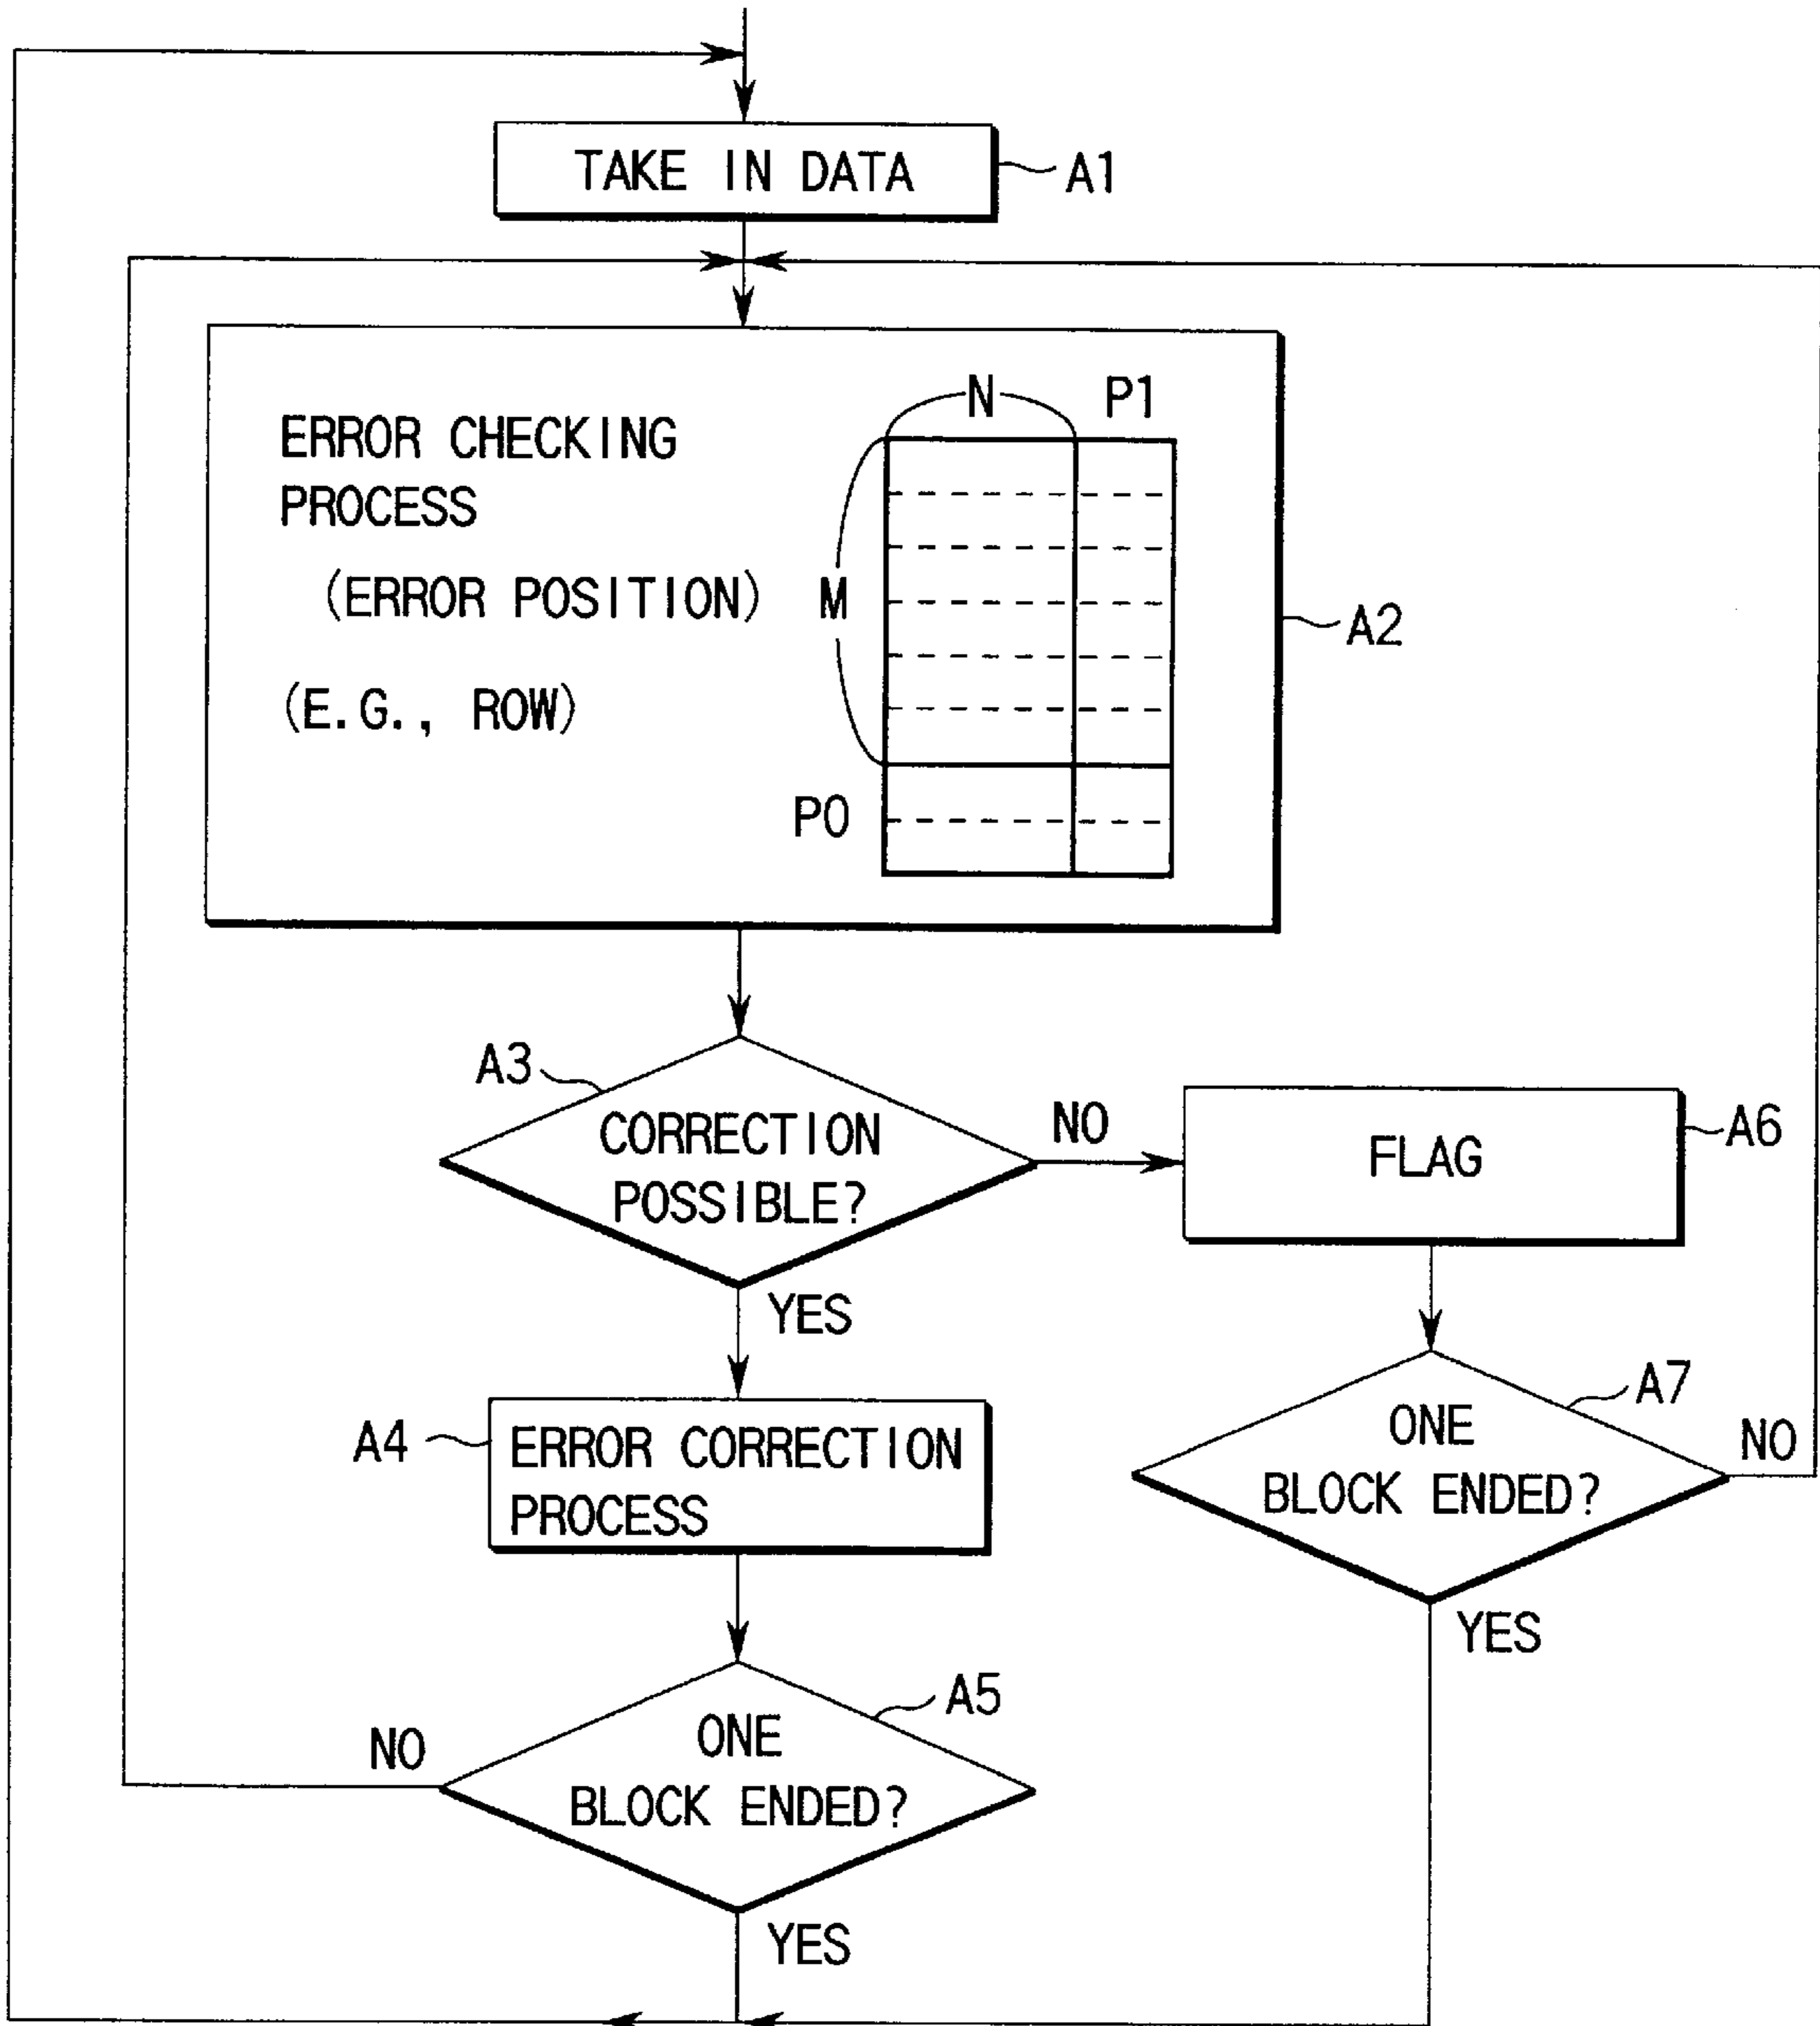 TAKE IN DATA
A1
N
P1
ERROR CHECKING
PROCESS
(ERROR POSITION)
M
A2
(E.G., ROW)
PO
A3
CORRECTION
POSSIBLE?
NO
FLAG
A6
YES
A4
ERROR CORRECTION
PROCESS
A7
ONE
BLOCK ENDED?
NO
YES
A5
ONE
BLOCK ENDED?
NO
YES